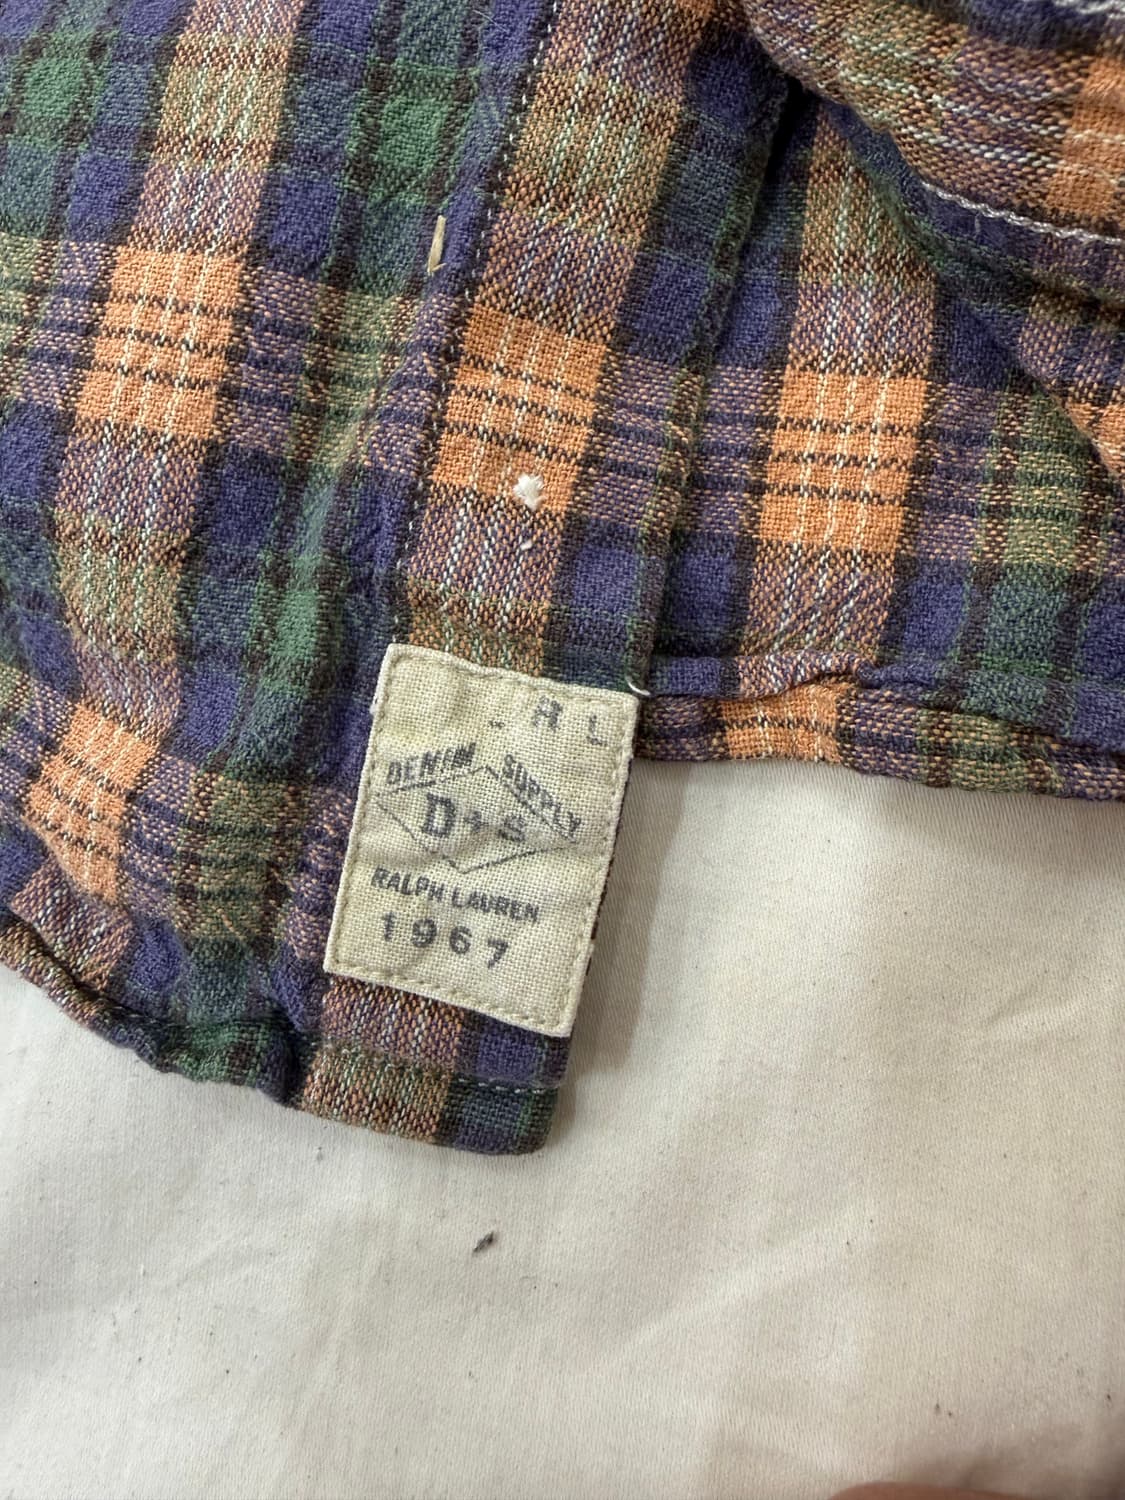 RL
DENIM SUPPLY
D+S
RALPH LAUREN
1967